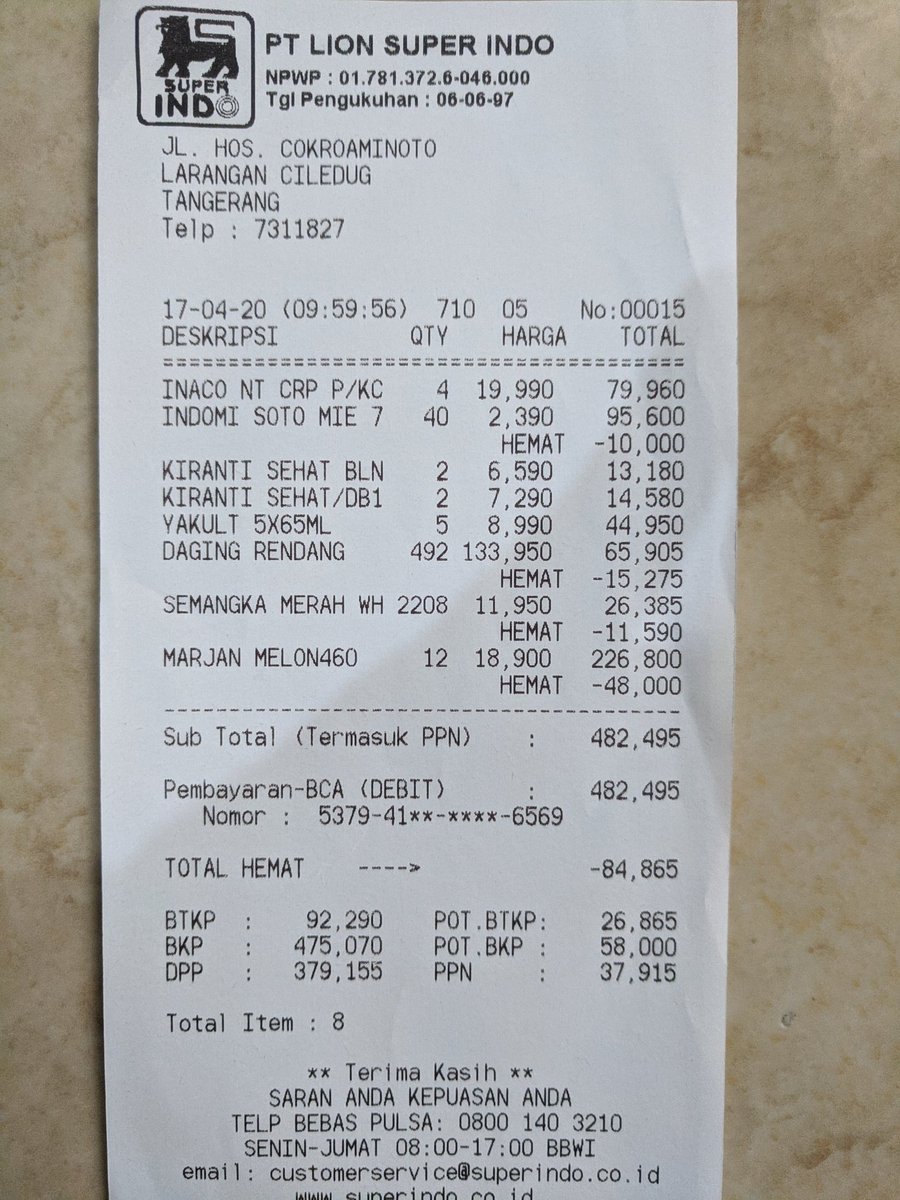 SUPER
INDO
PT LION SUPER INDO
NPWP : 01.781.372.6-046.000
Tgl Pengukuhan : 06-06-97
JL. HOS. COKROAMINOTO
LARANGAN CILEDUG
TANGERANG
Telp : 7311827
17-04-20 (09:59:56) 710 05 No:00015
DESKRIPSI QTY HARGA TOTAL
========================================
INACO NT CRP P/KC 4 19,990 79,960
INDOMI SOTO MIE 7 40 2,390 95,600
HEMAT -10,000
KIRANTI SEHAT BLN 2 6,590 13,180
KIRANTI SEHAT/DB1 2 7,290 14,580
YAKULT 5X65ML 5 8,990 44,950
DAGING RENDANG 492 133,950 65,905
HEMAT -15,275
SEMANGKA MERAH WH 2208 11,950 26,385
HEMAT -11,590
MARJAN MELON460 12 18,900 226,800
HEMAT -48,000
----------------------------------------
Sub Total (Termasuk PPN) : 482,495
Pembayaran-BCA (DEBIT) : 482,495
Nomor : 5379-41**-****-6569
TOTAL HEMAT ----> -84,865
BTKP : 92,290 POT.BTKP: 26,865
BKP : 475,070 POT.BKP : 58,000
DPP : 379,155 PPN : 37,915
Total Item : 8
** Terima Kasih **
SARAN ANDA KEPUASAN ANDA
TELP BEBAS PULSA: 0800 140 3210
SENIN-JUMAT 08:00-17:00 BBWI
email: customerservice@superindo.co.id
www.superindo.co.id